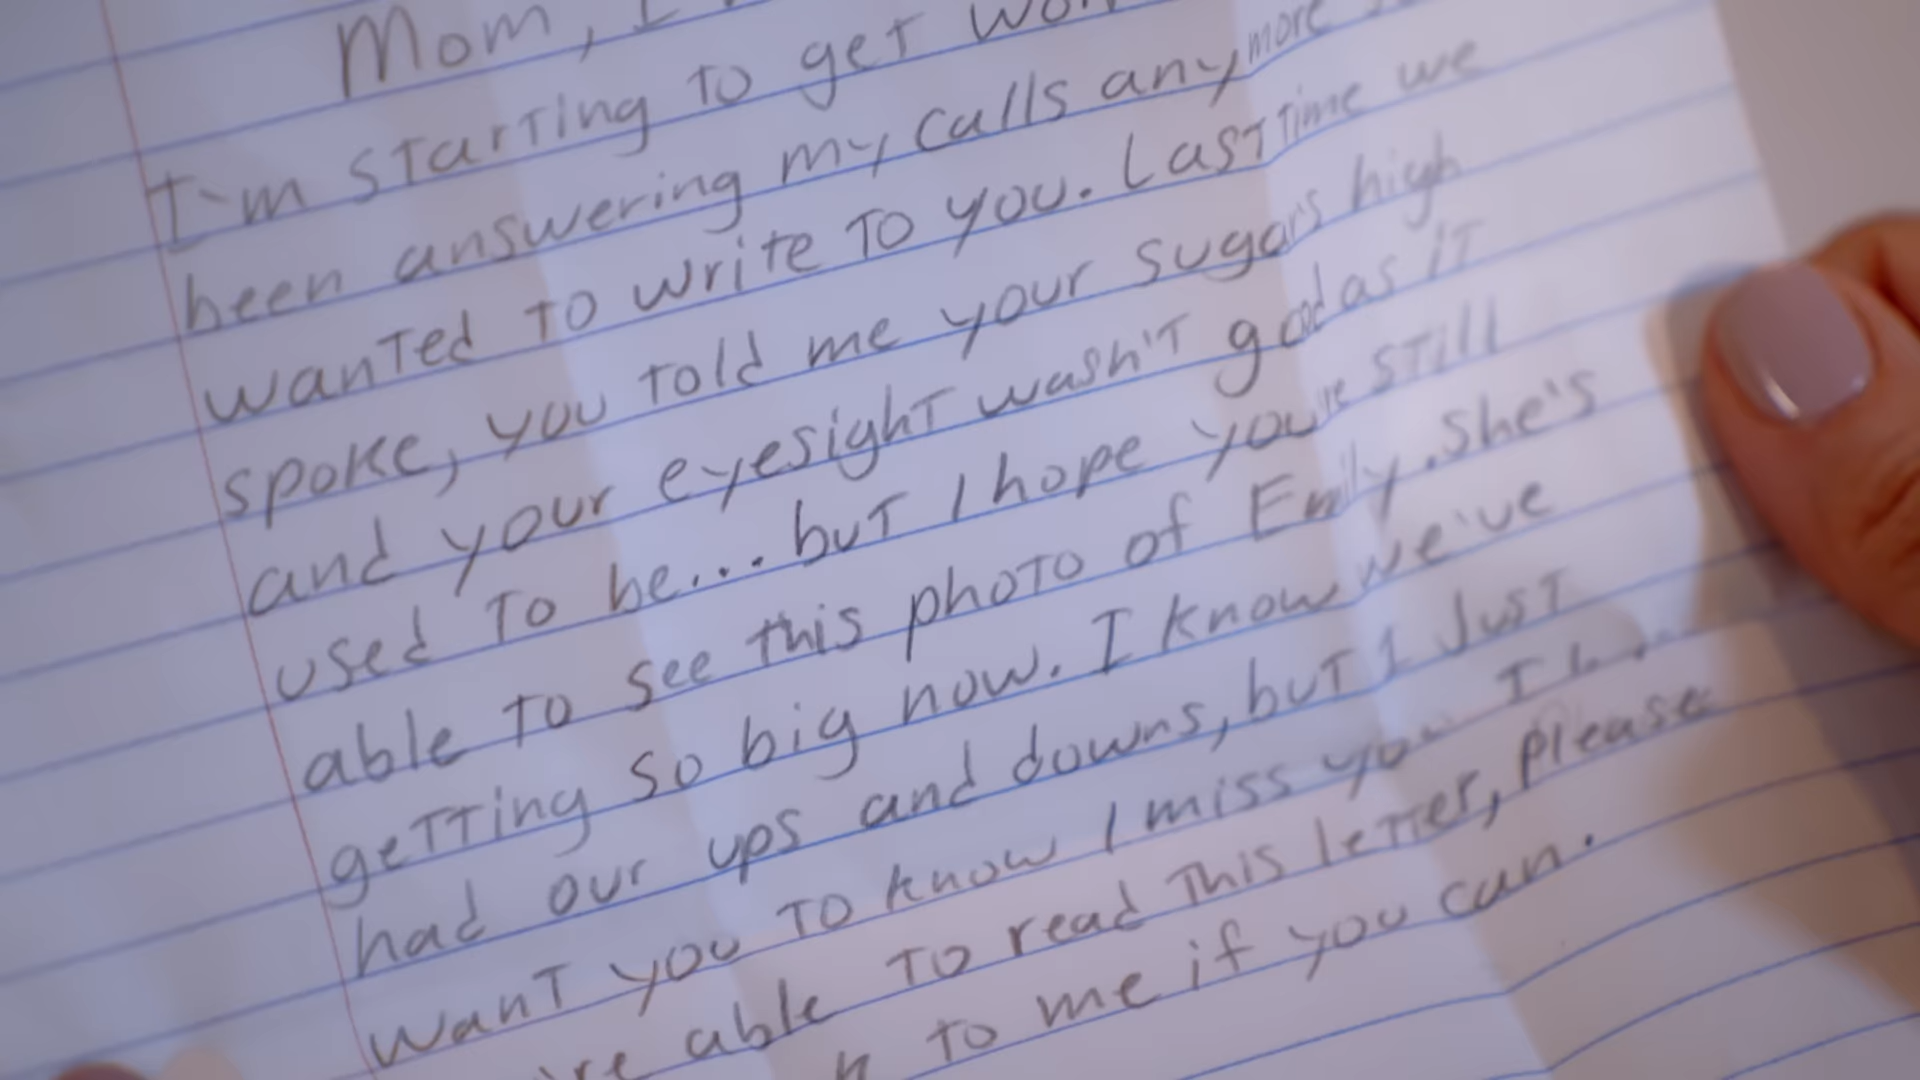 Mom, I
I'm starting to get
been answering my calls anymore
wanted to write to you. Last time we
spoke, you told me your sugars high
and your eyesight wasn't good as it
used to be... but I hope you're still
able to see this photo of Emily. She's
getting so big now. I know we've
had our ups and downs, but I Just
want you to know I miss you I
able to read this letter, please
to me if you can.